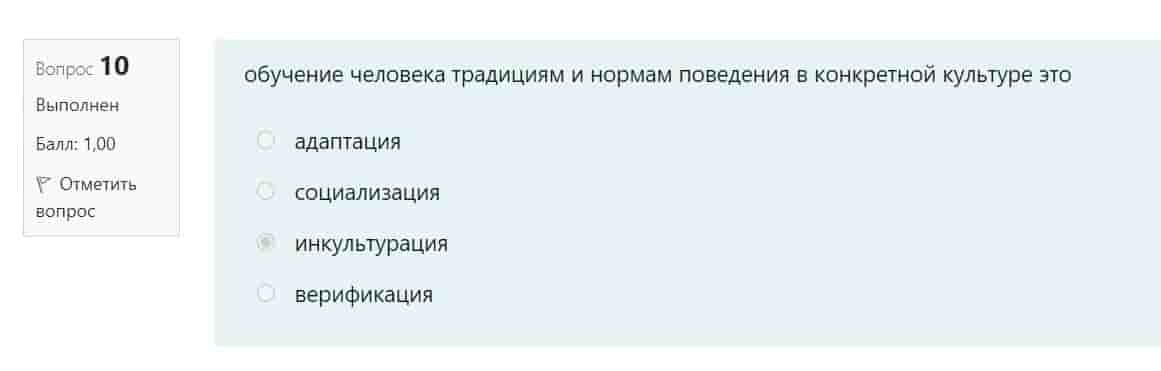 Вопрос 10
Выполнен
Балл: 1,00
Отметить
вопрос
обучение человека традициям и нормам поведения в конкретной культуре это
адаптация
социализация
инкультурация
верификация